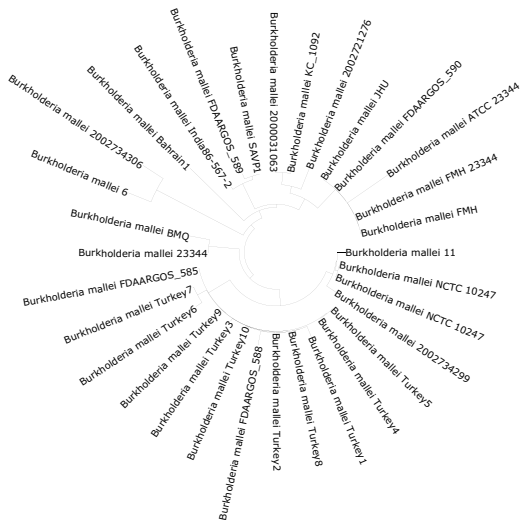 Burkholderia mallei 2000031063
Burkholderia mallei KC_1092
Burkholderia mallei 2002721276
Burkholderia mallei JHU
Burkholderia mallei FDAARGOS_590
Burkholderia mallei ATCC 23344
Burkholderia mallei FMH 23344
Burkholderia mallei FMH
Burkholderia mallei 11
Burkholderia mallei NCTC 10247
Burkholderia mallei NCTC 10247
Burkholderia mallei 2002734299
Burkholderia mallei Turkey5
Burkholderia mallei Turkey4
Burkholderia mallei Turkey1
Burkholderia mallei Turkey8
Burkholderia mallei Turkey2
Burkholderia mallei FDAARGOS_588
Burkholderia mallei Turkey10
Burkholderia mallei Turkey3
Burkholderia mallei Turkey9
Burkholderia mallei Turkey6
Burkholderia mallei Turkey7
Burkholderia mallei FDAARGOS_585
Burkholderia mallei 23344
Burkholderia mallei BMQ
Burkholderia mallei 6
Burkholderia mallei 2002734306
Burkholderia mallei Bahrain1
Burkholderia mallei India86-567-2
Burkholderia mallei FDAARGOS_589
Burkholderia mallei SAVP1